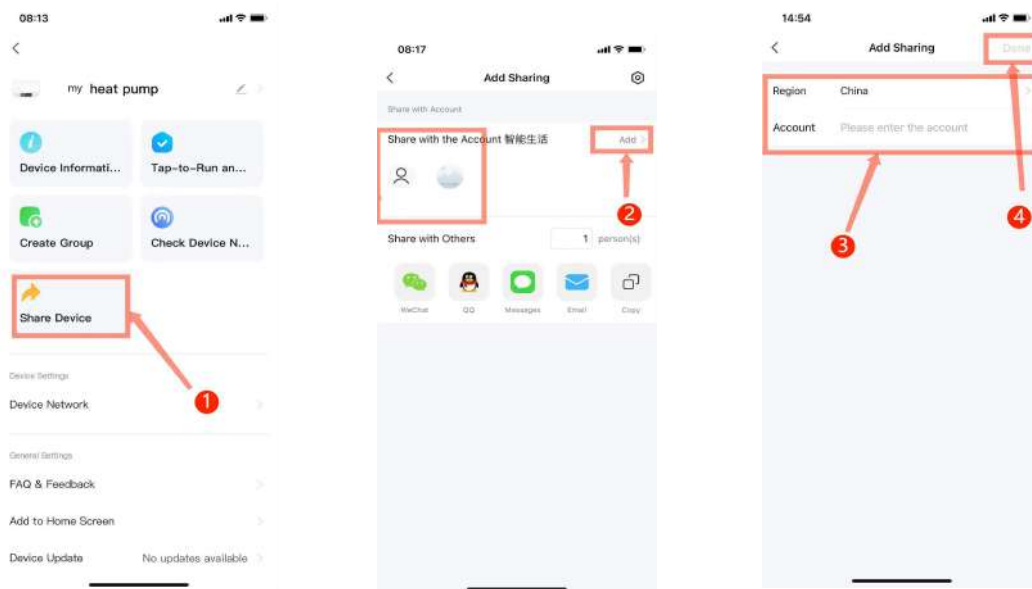 08:13
my heat pump
Device Informati...
Tap-to-Run an...
Create Group
Check Device N...
Share Device
1
Device Settings
Device Network
General Settings
FAQ & Feedback
Add to Home Screen
Device Update No updates available
08:17
Add Sharing
Share with Account
Share with the Account 智能生活 Add
2
Share with Others 1 person(s)
WeChat QQ Messages Email Copy
14:54
Add Sharing Done
Region China
Account Please enter the account
3
4